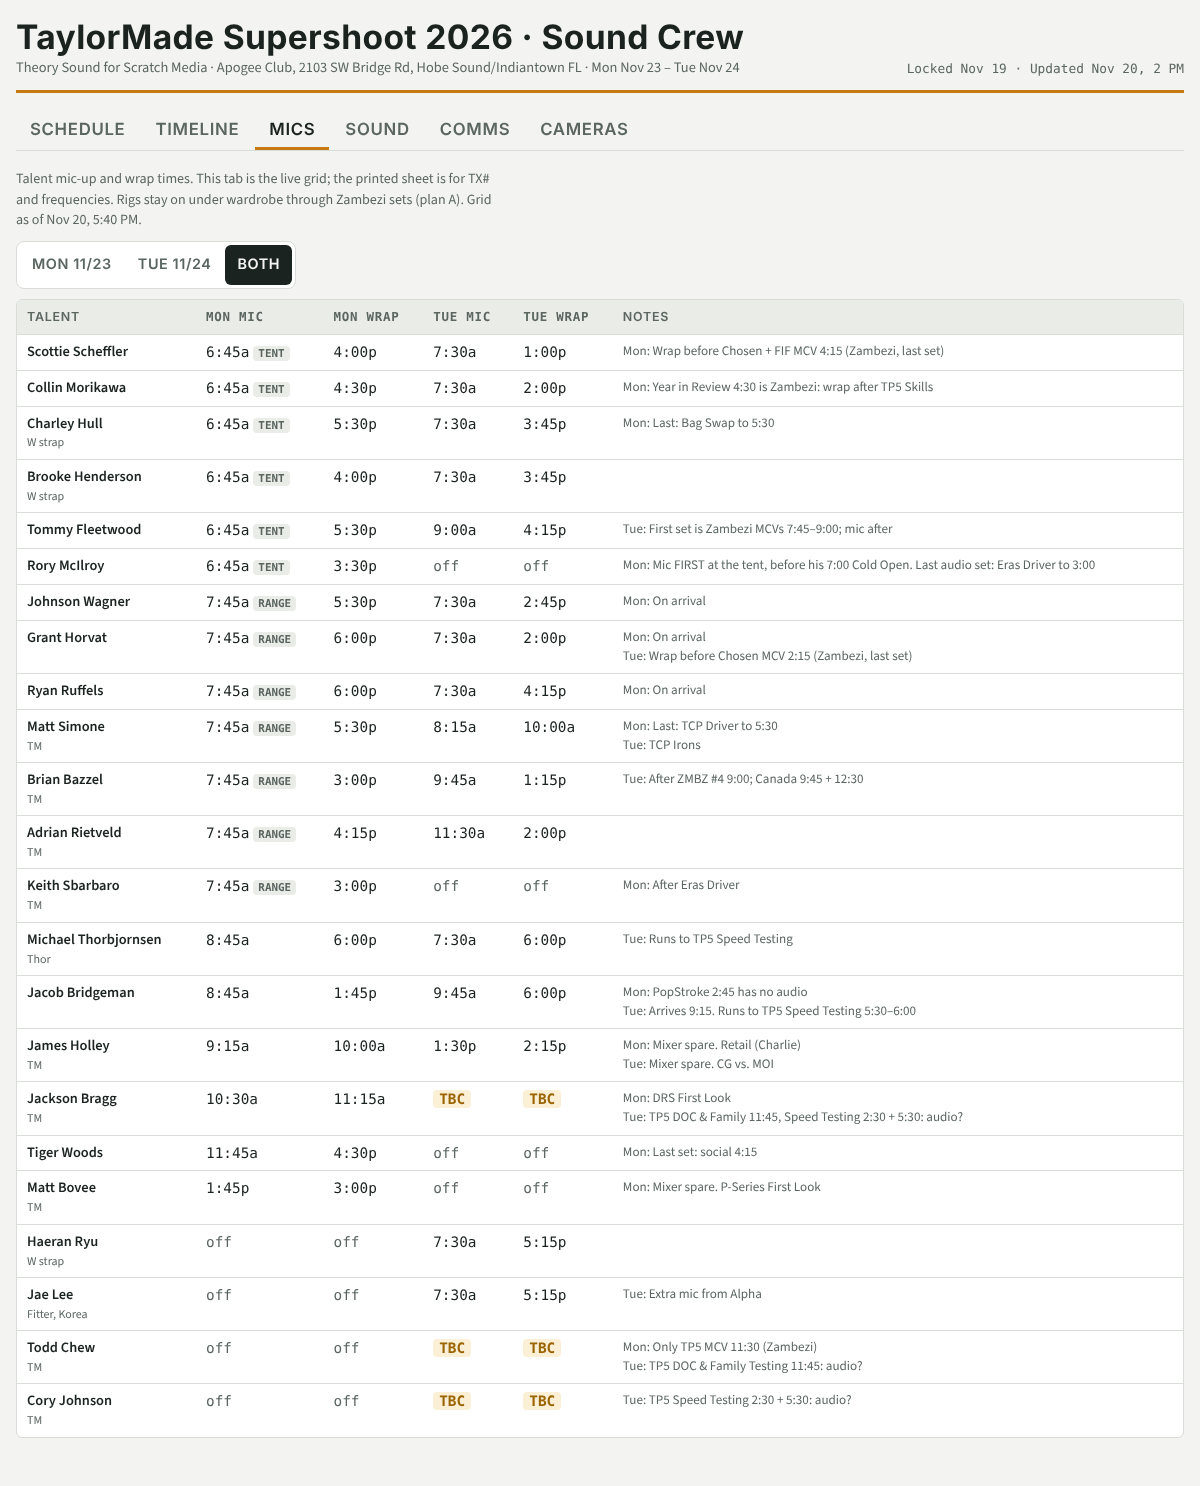 TaylorMade Supershoot 2026 · Sound Crew
Theory Sound for Scratch Media · Apogee Club, 2103 SW Bridge Rd, Hobe Sound/Indiantown FL · Mon Nov 23 – Tue Nov 24
Locked Nov 19 · Updated Nov 20, 2 PM
SCHEDULE TIMELINE MICS SOUND COMMS CAMERAS
Talent mic-up and wrap times. This tab is the live grid; the printed sheet is for TX#
and frequencies. Rigs stay on under wardrobe through Zambezi sets (plan A). Grid
as of Nov 20, 5:40 PM.
MON 11/23 TUE 11/24 BOTH
TALENT MON MIC MON WRAP TUE MIC TUE WRAP NOTES
Scottie Scheffler 6:45a TENT 4:00p 7:30a 1:00p Mon: Wrap before Chosen + FIF MCV 4:15 (Zambezi, last set)
Collin Morikawa 6:45a TENT 4:30p 7:30a 2:00p Mon: Year in Review 4:30 is Zambezi: wrap after TP5 Skills
Charley Hull 6:45a TENT 5:30p 7:30a 3:45p Mon: Last: Bag Swap to 5:30
W strap
Brooke Henderson 6:45a TENT 4:00p 7:30a 3:45p
W strap
Tommy Fleetwood 6:45a TENT 5:30p 9:00a 4:15p Tue: First set is Zambezi MCVs 7:45–9:00; mic after
Rory McIlroy 6:45a TENT 3:30p off off Mon: Mic FIRST at the tent, before his 7:00 Cold Open. Last audio set: Eras Driver to 3:00
Johnson Wagner 7:45a RANGE 5:30p 7:30a 2:45p Mon: On arrival
Grant Horvat 7:45a RANGE 6:00p 7:30a 2:00p Mon: On arrival
Tue: Wrap before Chosen MCV 2:15 (Zambezi, last set)
Ryan Ruffels 7:45a RANGE 6:00p 7:30a 4:15p Mon: On arrival
Matt Simone 7:45a RANGE 5:30p 8:15a 10:00a Mon: Last: TCP Driver to 5:30
TM Tue: TCP Irons
Brian Bazzel 7:45a RANGE 3:00p 9:45a 1:15p Tue: After ZMBZ #4 9:00; Canada 9:45 + 12:30
TM
Adrian Rietveld 7:45a RANGE 4:15p 11:30a 2:00p
TM
Keith Sbarbaro 7:45a RANGE 3:00p off off Mon: After Eras Driver
TM
Michael Thorbjornsen 8:45a 6:00p 7:30a 6:00p Tue: Runs to TP5 Speed Testing
Thor
Jacob Bridgeman 8:45a 1:45p 9:45a 6:00p Mon: PopStroke 2:45 has no audio
Tue: Arrives 9:15. Runs to TP5 Speed Testing 5:30–6:00
James Holley 9:15a 10:00a 1:30p 2:15p Mon: Mixer spare. Retail (Charlie)
TM Tue: Mixer spare. CG vs. MOI
Jackson Bragg 10:30a 11:15a TBC TBC Mon: DRS First Look
TM Tue: TP5 DOC & Family 11:45, Speed Testing 2:30 + 5:30: audio?
Tiger Woods 11:45a 4:30p off off Mon: Last set: social 4:15
Matt Bovee 1:45p 3:00p off off Mon: Mixer spare. P-Series First Look
TM
Haeran Ryu off off 7:30a 5:15p
W strap
Jae Lee off off 7:30a 5:15p Tue: Extra mic from Alpha
Fitter, Korea
Todd Chew off off TBC TBC Mon: Only TP5 MCV 11:30 (Zambezi)
TM Tue: TP5 DOC & Family Testing 11:45: audio?
Cory Johnson off off TBC TBC Tue: TP5 Speed Testing 2:30 + 5:30: audio?
TM